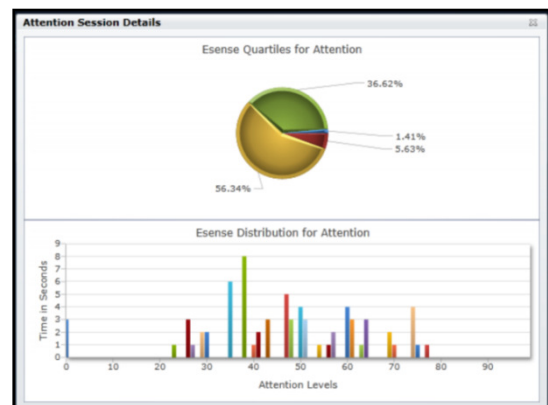 Attention Session Details
Esense Quartiles for Attention
36.62%
1.41%
5.63%
56.34%
Esense Distribution for Attention
Time in Seconds
9
8
7
6
5
4
3
2
1
0
0 10 20 30 40 50 60 70 80 90
Attention Levels